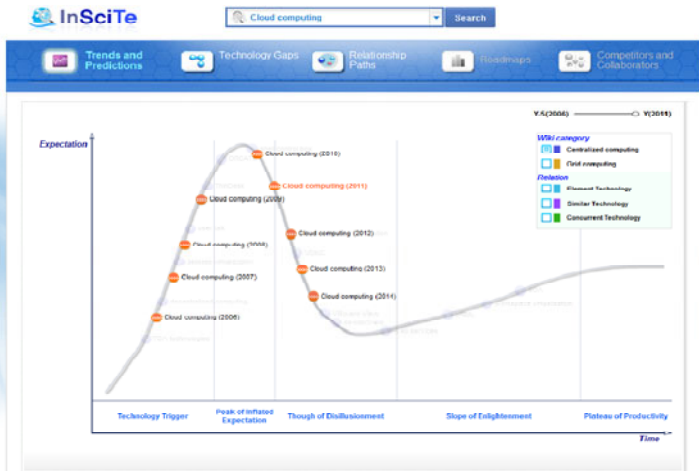 InSciTe
Cloud computing
Search
Trends and
Predictions
Technology Gaps
Relationship
Paths
Roadmaps
Competitors and
Collaborators
Y-5(2006)
Y(2011)
Expectation
Wiki category
Centralized computing
Grid computing
Relation
Element Technology
Similar Technology
Concurrent Technology
Cloud computing (2010)
Cloud computing (2011)
Cloud computing (2009)
Cloud computing (2012)
Cloud computing (2008)
Cloud computing (2013)
Cloud computing (2007)
Cloud computing (2014)
Cloud computing (2006)
Technology Trigger
Peak of Inflated
Expectation
Though of Disillusionment
Slope of Enlightenment
Plateau of Productivity
Time